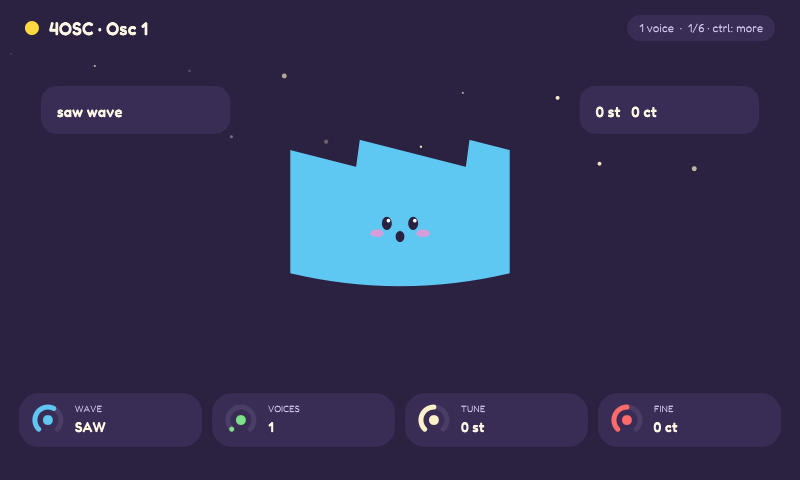 4OSC · Osc 1
1 voice · 1/6 · ctrl: more
saw wave
0 st 0 ct
WAVE
SAW
VOICES
1
TUNE
0 st
FINE
0 ct